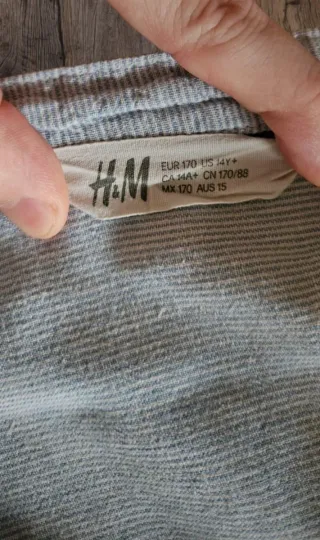 H&M
EUR 170 US 14Y+
CA 14A+ CN 170/88
MX 170 AUS 15